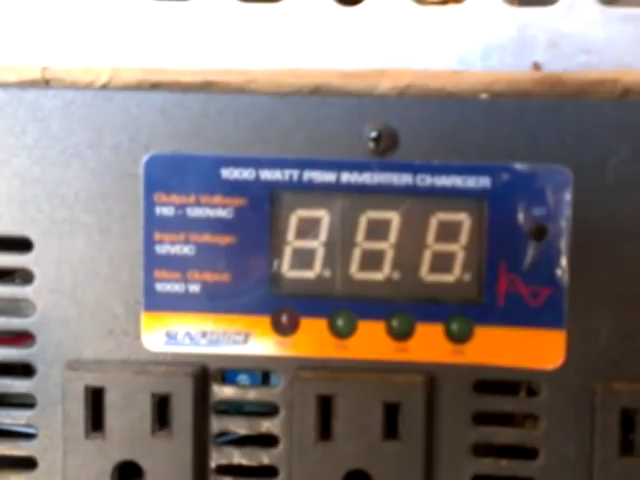 1000 WATT PSW INVERTER CHARGER
Output Voltage:
110 - 120VAC
Input Voltage:
12VDC
Max. Output:
1000 W
8.8.8.